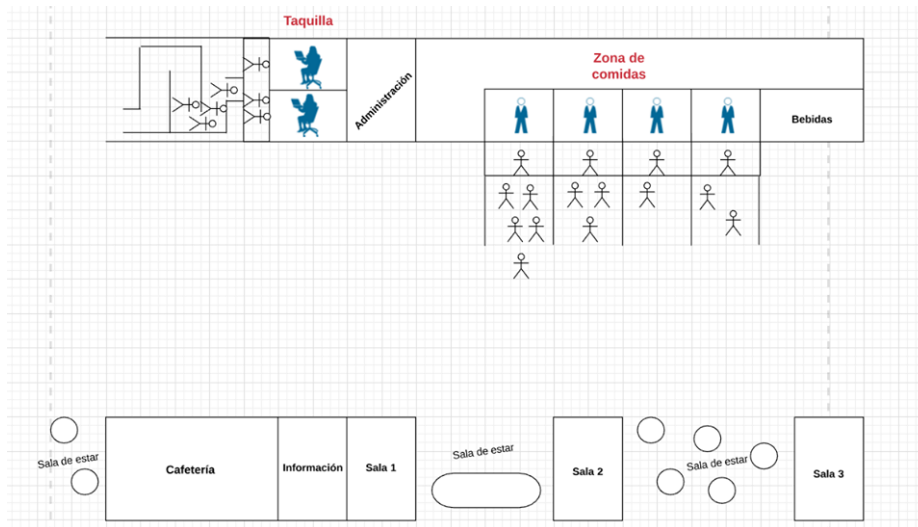 Taquilla
Zona de
comidas
Administración
Bebidas
Sala de estar
Cafetería
Información
Sala 1
Sala de estar
Sala 2
Sala de estar
Sala 3